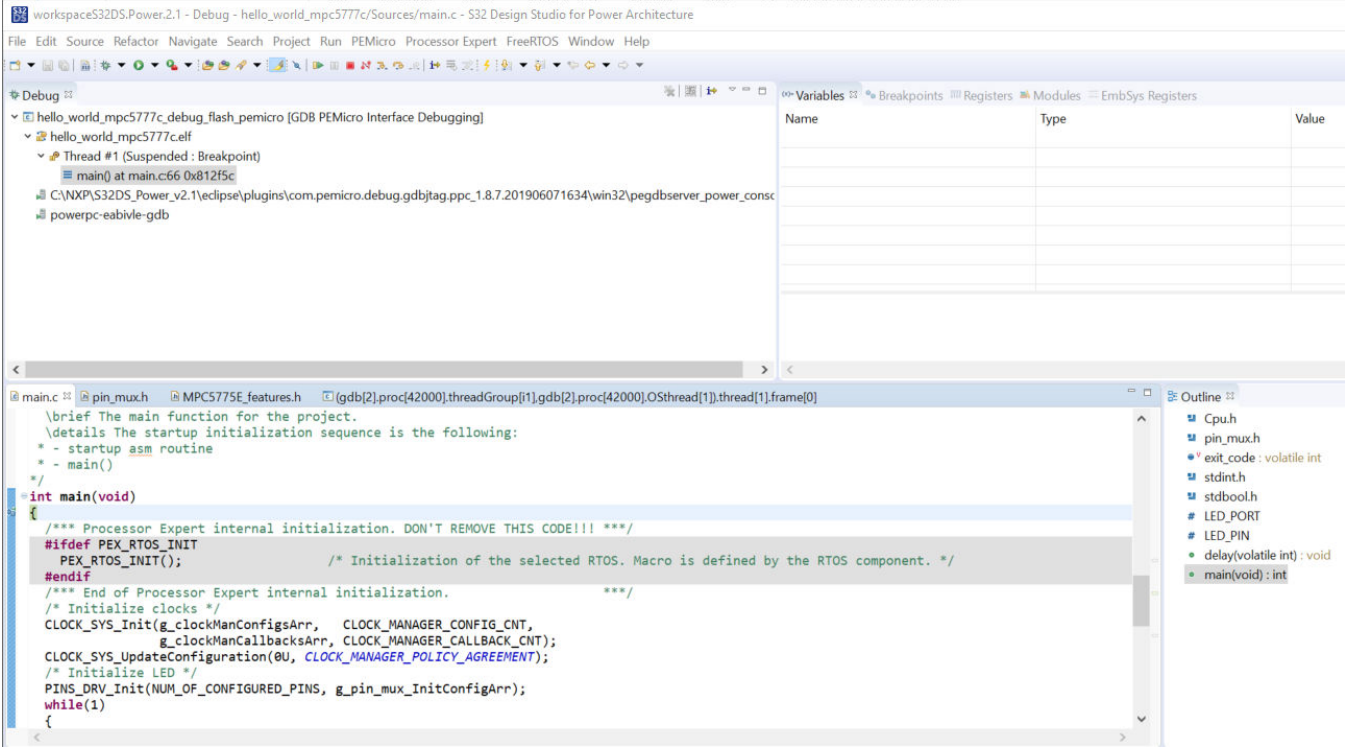 workspaceS32DS.Power.2.1 - Debug - hello_world_mpc5777c/Sources/main.c - S32 Design Studio for Power Architecture
File Edit Source Refactor Navigate Search Project Run PEMicro Processor Expert FreeRTOS Window Help
Debug
hello_world_mpc5777c_debug_flash_pemicro [GDB PEMicro Interface Debugging]
hello_world_mpc5777c.elf
Thread #1 (Suspended : Breakpoint)
main() at main.c:66 0x812f5c
C:\NXP\S32DS_Power_v2.1\eclipse\plugins\com.pemicro.debug.gdbjtag.ppc_1.8.7.201906071634\win32\pegdbserver_power_consc
powerpc-eabivle-gdb
Variables Breakpoints Registers Modules EmbSys Registers
Name Type Value
main.c pin_mux.h MPC5775E_features.h (gdb[2].proc[42000].threadGroup[i1],gdb[2].proc[42000].OSthread[1]).thread[1].frame[0]
\brief The main function for the project.
\details The startup initialization sequence is the following:
* - startup asm routine
* - main()
*/
int main(void)
{
/*** Processor Expert internal initialization. DON'T REMOVE THIS CODE!!! ***/
#ifdef PEX_RTOS_INIT
PEX_RTOS_INIT(); /* Initialization of the selected RTOS. Macro is defined by the RTOS component. */
#endif
/*** End of Processor Expert internal initialization. ***/
/* Initialize clocks */
CLOCK_SYS_Init(g_clockManConfigsArr, CLOCK_MANAGER_CONFIG_CNT,
g_clockManCallbacksArr, CLOCK_MANAGER_CALLBACK_CNT);
CLOCK_SYS_UpdateConfiguration(0U, CLOCK_MANAGER_POLICY_AGREEMENT);
/* Initialize LED */
PINS_DRV_Init(NUM_OF_CONFIGURED_PINS, g_pin_mux_InitConfigArr);
while(1)
{
Outline
Cpu.h
pin_mux.h
exit_code : volatile int
stdint.h
stdbool.h
# LED_PORT
# LED_PIN
delay(volatile int) : void
main(void) : int